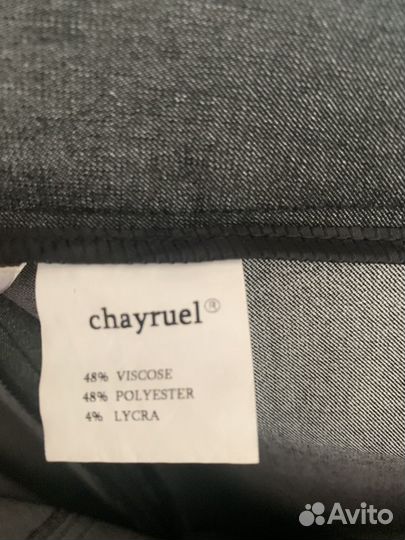 chayruel®
48% VISCOSE
48% POLYESTER
4% LYCRA
Avito